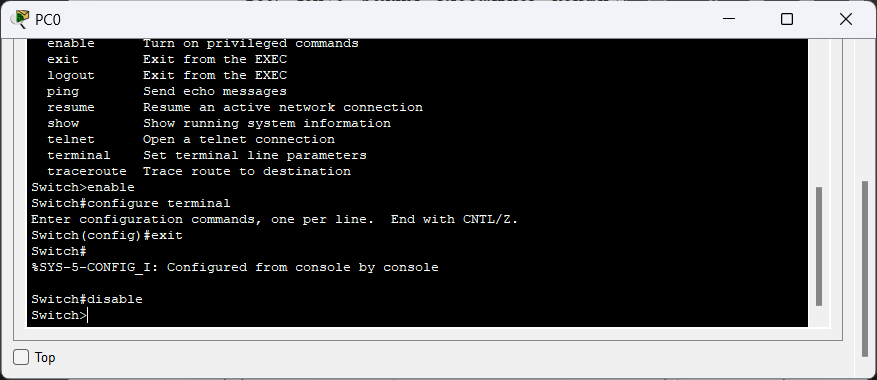 PC0
enable      Turn on privileged commands
exit        Exit from the EXEC
logout      Exit from the EXEC
ping        Send echo messages
resume      Resume an active network connection
show        Show running system information
telnet      Open a telnet connection
terminal    Set terminal line parameters
traceroute  Trace route to destination
Switch>enable
Switch#configure terminal
Enter configuration commands, one per line.  End with CNTL/Z.
Switch(config)#exit
Switch#
%SYS-5-CONFIG_I: Configured from console by console
Switch#disable
Switch>
Top